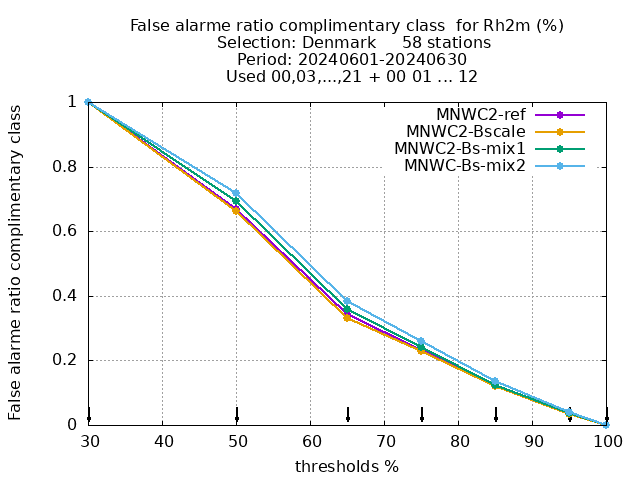 False alarme ratio complimentary class  for Rh2m (%)
Selection: Denmark     58 stations
Period: 20240601-20240630
Used 00,03,...,21 + 00 01 ... 12
False alarme ratio complimentary class
1
0.8
0.6
0.4
0.2
0
MNWC2-ref
MNWC2-Bscale
MNWC2-Bs-mix1
MNWC-Bs-mix2
30 40 50 60 70 80 90 100
thresholds %